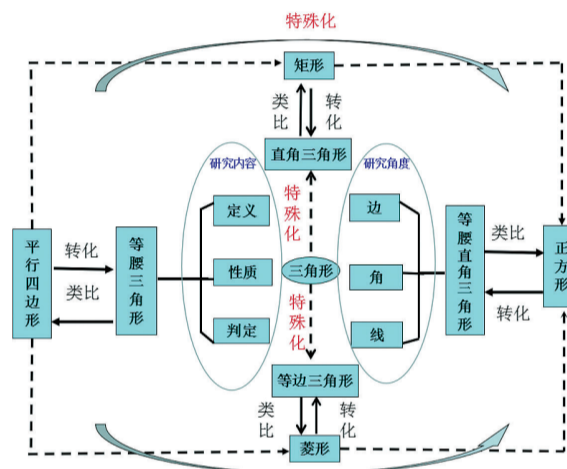 特殊化
矩形
类比
转化
直角三角形
研究内容
研究角度
特殊化
定义
性质
判定
边
角
线
平行四边形
转化
类比
等腰三角形
三角形
等腰直角三角形
类比
转化
正方形
特殊化
等边三角形
类比
转化
菱形